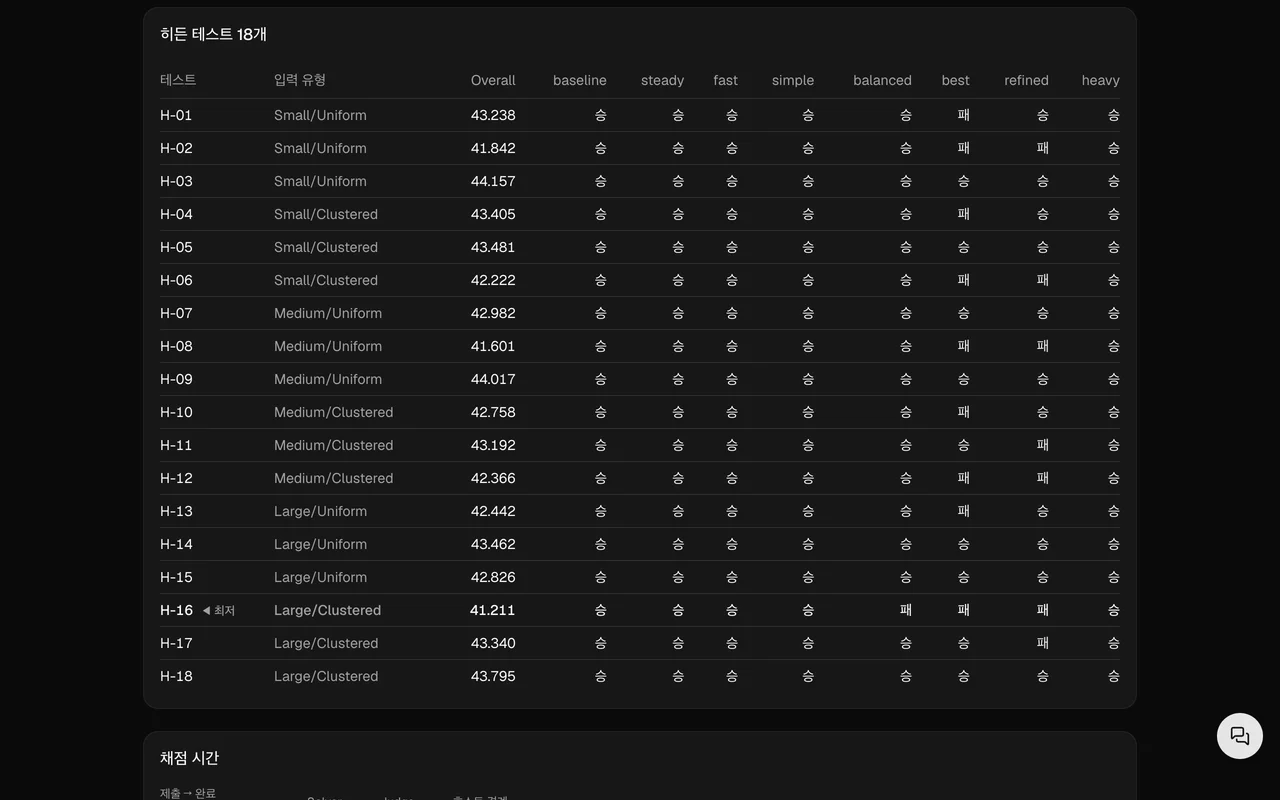 히든 테스트 18개
테스트 입력 유형 Overall baseline steady fast simple balanced best refined heavy
H-01 Small/Uniform 43.238 승 승 승 승 승 패 승 승
H-02 Small/Uniform 41.842 승 승 승 승 승 패 패 승
H-03 Small/Uniform 44.157 승 승 승 승 승 승 승 승
H-04 Small/Clustered 43.405 승 승 승 승 승 패 승 승
H-05 Small/Clustered 43.481 승 승 승 승 승 승 승 승
H-06 Small/Clustered 42.222 승 승 승 승 승 패 패 승
H-07 Medium/Uniform 42.982 승 승 승 승 승 승 승 승
H-08 Medium/Uniform 41.601 승 승 승 승 승 패 패 승
H-09 Medium/Uniform 44.017 승 승 승 승 승 승 승 승
H-10 Medium/Clustered 42.758 승 승 승 승 승 패 승 승
H-11 Medium/Clustered 43.192 승 승 승 승 승 승 패 승
H-12 Medium/Clustered 42.366 승 승 승 승 승 패 패 승
H-13 Large/Uniform 42.442 승 승 승 승 승 패 승 승
H-14 Large/Uniform 43.462 승 승 승 승 승 승 승 승
H-15 Large/Uniform 42.826 승 승 승 승 승 승 승 승
H-16 ◀ 최저 Large/Clustered 41.211 승 승 승 승 패 패 패 승
H-17 Large/Clustered 43.340 승 승 승 승 승 승 패 승
H-18 Large/Clustered 43.795 승 승 승 승 승 승 승 승
채점 시간
제출 → 완료